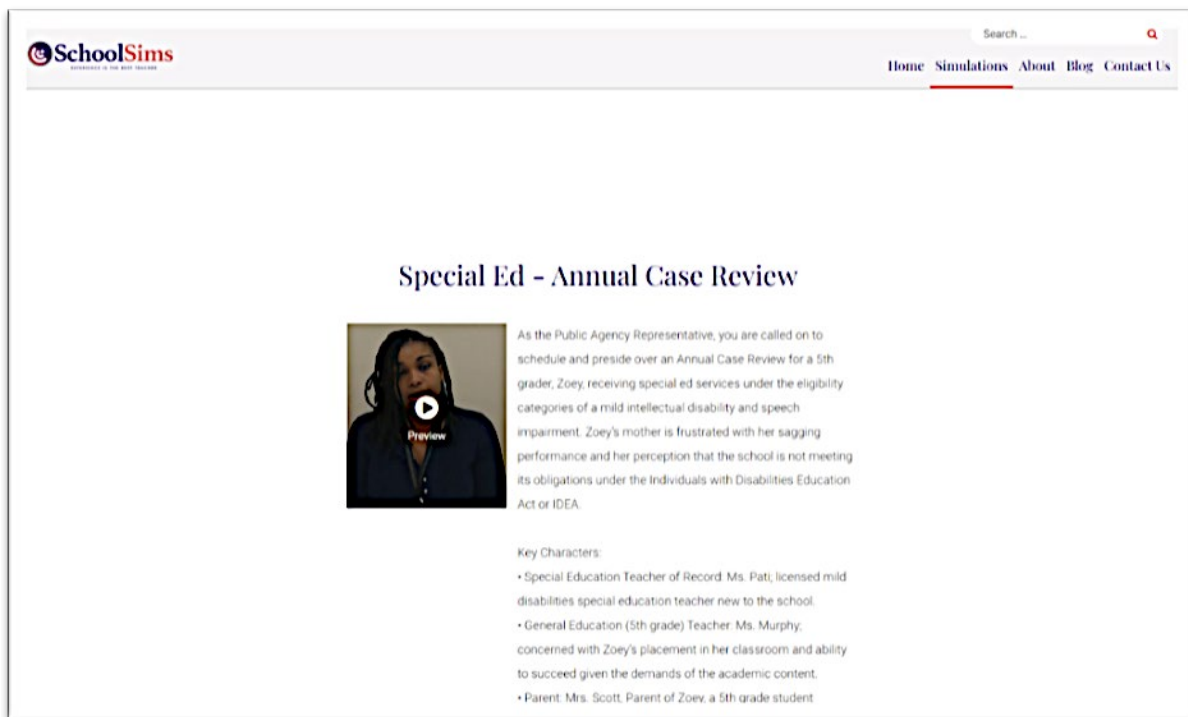 Search ...
SchoolSims
EXPERIENCE IS THE BEST TEACHER
Home Simulations About Blog Contact Us
Special Ed - Annual Case Review
Preview
As the Public Agency Representative, you are called on to
schedule and preside over an Annual Case Review for a 5th
grader, Zoey, receiving special ed services under the eligibility
categories of a mild intellectual disability and speech
impairment. Zoey's mother is frustrated with her sagging
performance and her perception that the school is not meeting
its obligations under the Individuals with Disabilities Education
Act or IDEA.
Key Characters:
• Special Education Teacher of Record: Ms. Pati; licensed mild
disabilities special education teacher new to the school.
• General Education (5th grade) Teacher: Ms. Murphy;
concerned with Zoey's placement in her classroom and ability
to succeed given the demands of the academic content.
• Parent: Mrs. Scott, Parent of Zoey, a 5th grade student